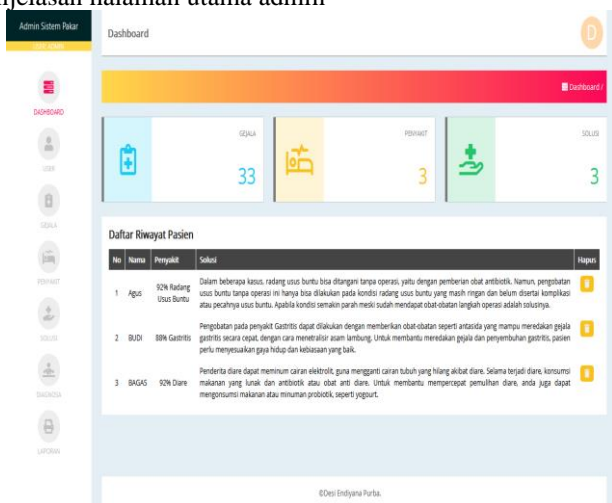 njelasan halaman utama admin
Admin Sistem Pakar
Dashboard
D
Dashboard /
DASHBOARD
USER
GEJALA
PENYAKIT
SOLUSI
DIAGNOSA
LAPORAN
GEJALA
33
PENYAKIT
3
SOLUSI
3
Daftar Riwayat Pasien
No Nama Penyakit Solusi Hapus
1 Agus 92% Radang Usus Buntu
Dalam beberapa kasus, radang usus buntu bisa ditangani tanpa operasi, yaitu dengan pemberian obat antibiotik. Namun, pengobatan
usus buntu tanpa operasi ini hanya bisa dilakukan pada kondisi radang usus buntu yang masih ringan dan belum disertai komplikasi
atau pecahnya usus buntu. Apabila kondisi semakin parah meski sudah mendapat obat-obatan langkah operasi adalah solusinya.
2 BUDI 88% Gastritis
Pengobatan pada penyakit Gastritis dapat dilakukan dengan memberikan obat-obatan seperti antasida yang mampu meredakan gejala
gastritis secara cepat, dengan cara menetralisir asam lambung. Untuk membantu meredakan gejala dan penyembuhan gastritis, pasien
perlu menyesuaikan gaya hidup dan kebiasaan yang baik.
3 BAGAS 92% Diare
Penderita diare dapat meminum cairan elektrolit, guna mengganti cairan tubuh yang hilang akibat diare. Selama terjadi diare, konsumsi
makanan yang lunak dan antibiotik atau obat anti diare. Untuk membantu mempercepat pemulihan diare, anda juga dapat
mengonsumsi makanan atau minuman probiotik, seperti yogourt.
©Desi Endiyana Purba.